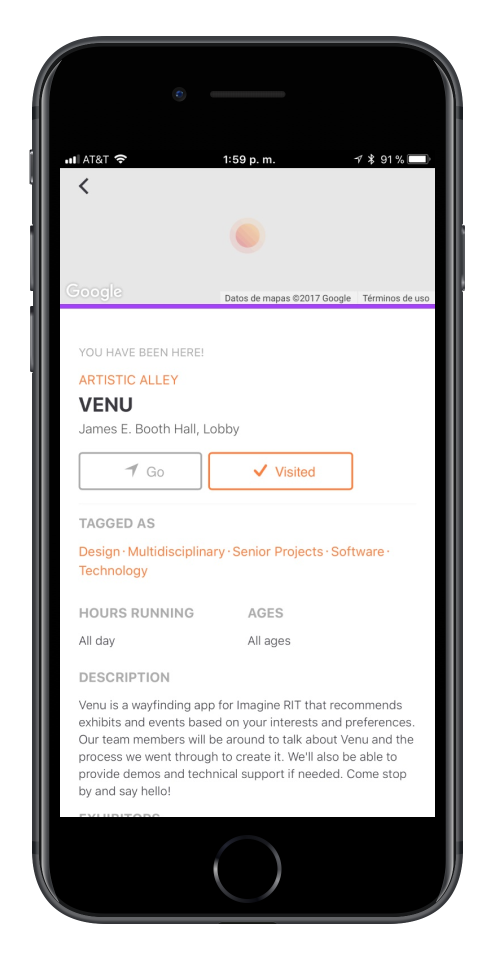 AT&T 1:59 p. m. 91 %
Google Datos de mapas ©2017 Google Términos de uso
YOU HAVE BEEN HERE!
ARTISTIC ALLEY
VENU
James E. Booth Hall, Lobby
Go Visited
TAGGED AS
Design · Multidisciplinary · Senior Projects · Software ·
Technology
HOURS RUNNING AGES
All day All ages
DESCRIPTION
Venu is a wayfinding app for Imagine RIT that recommends
exhibits and events based on your interests and preferences.
Our team members will be around to talk about Venu and the
process we went through to create it. We'll also be able to
provide demos and technical support if needed. Come stop
by and say hello!
EXHIBITORS